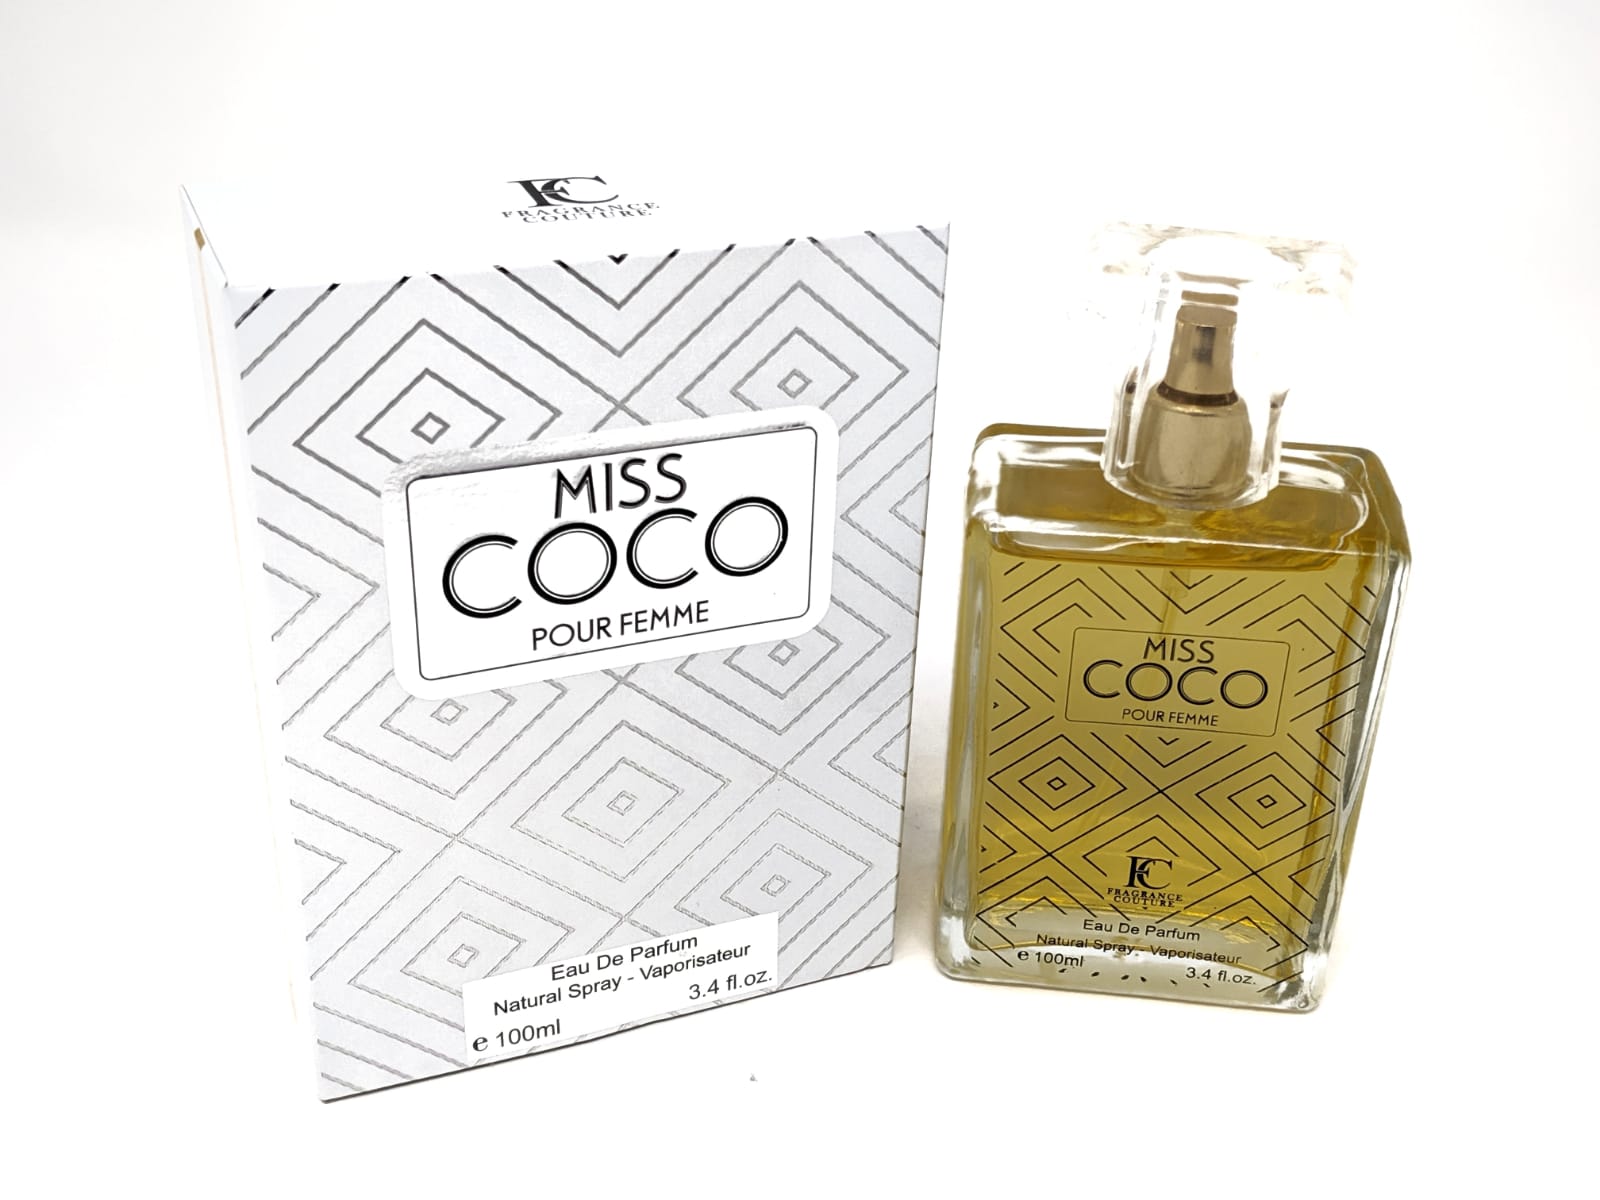 FC
FRAGRANCE
COUTURE
MISS
COCO
POUR FEMME
Eau De Parfum
Natural Spray - Vaporisateur
3.4 fl.oz.
e 100ml
MISS
COCO
POUR FEMME
FC
FRAGRANCE
COUTURE
Eau De Parfum
Natural Spray - Vaporisateur
e 100ml 3.4 fl.oz.